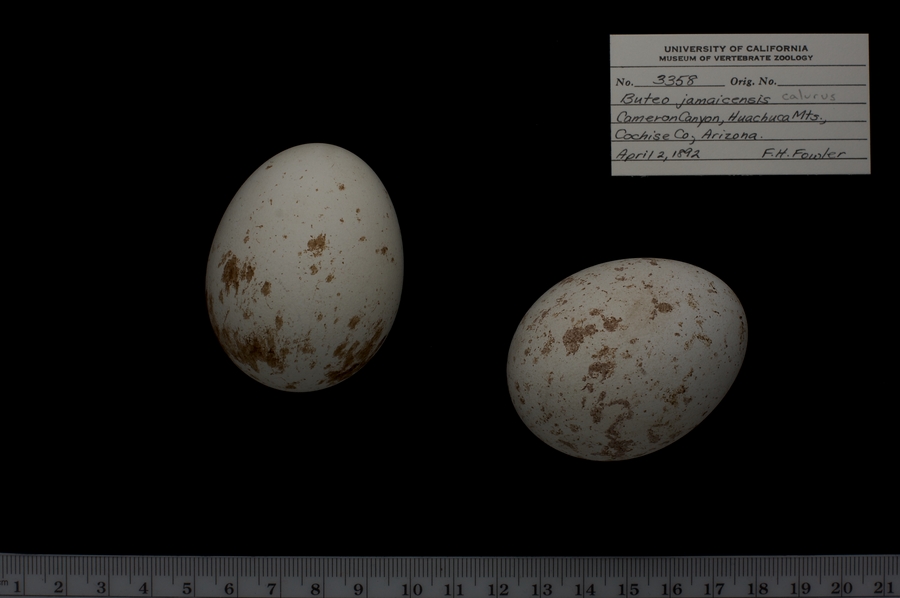 UNIVERSITY OF CALIFORNIA
MUSEUM OF VERTEBRATE ZOOLOGY
No. 3358 Orig. No.
Buteo jamaicensis calurus
Cameron Canyon, Huachuca Mts.,
Cochise Co., Arizona.
April 2, 1892 F.H. Fowler
cm 1 2 3 4 5 6 7 8 9 10 11 12 13 14 15 16 17 18 19 20 21